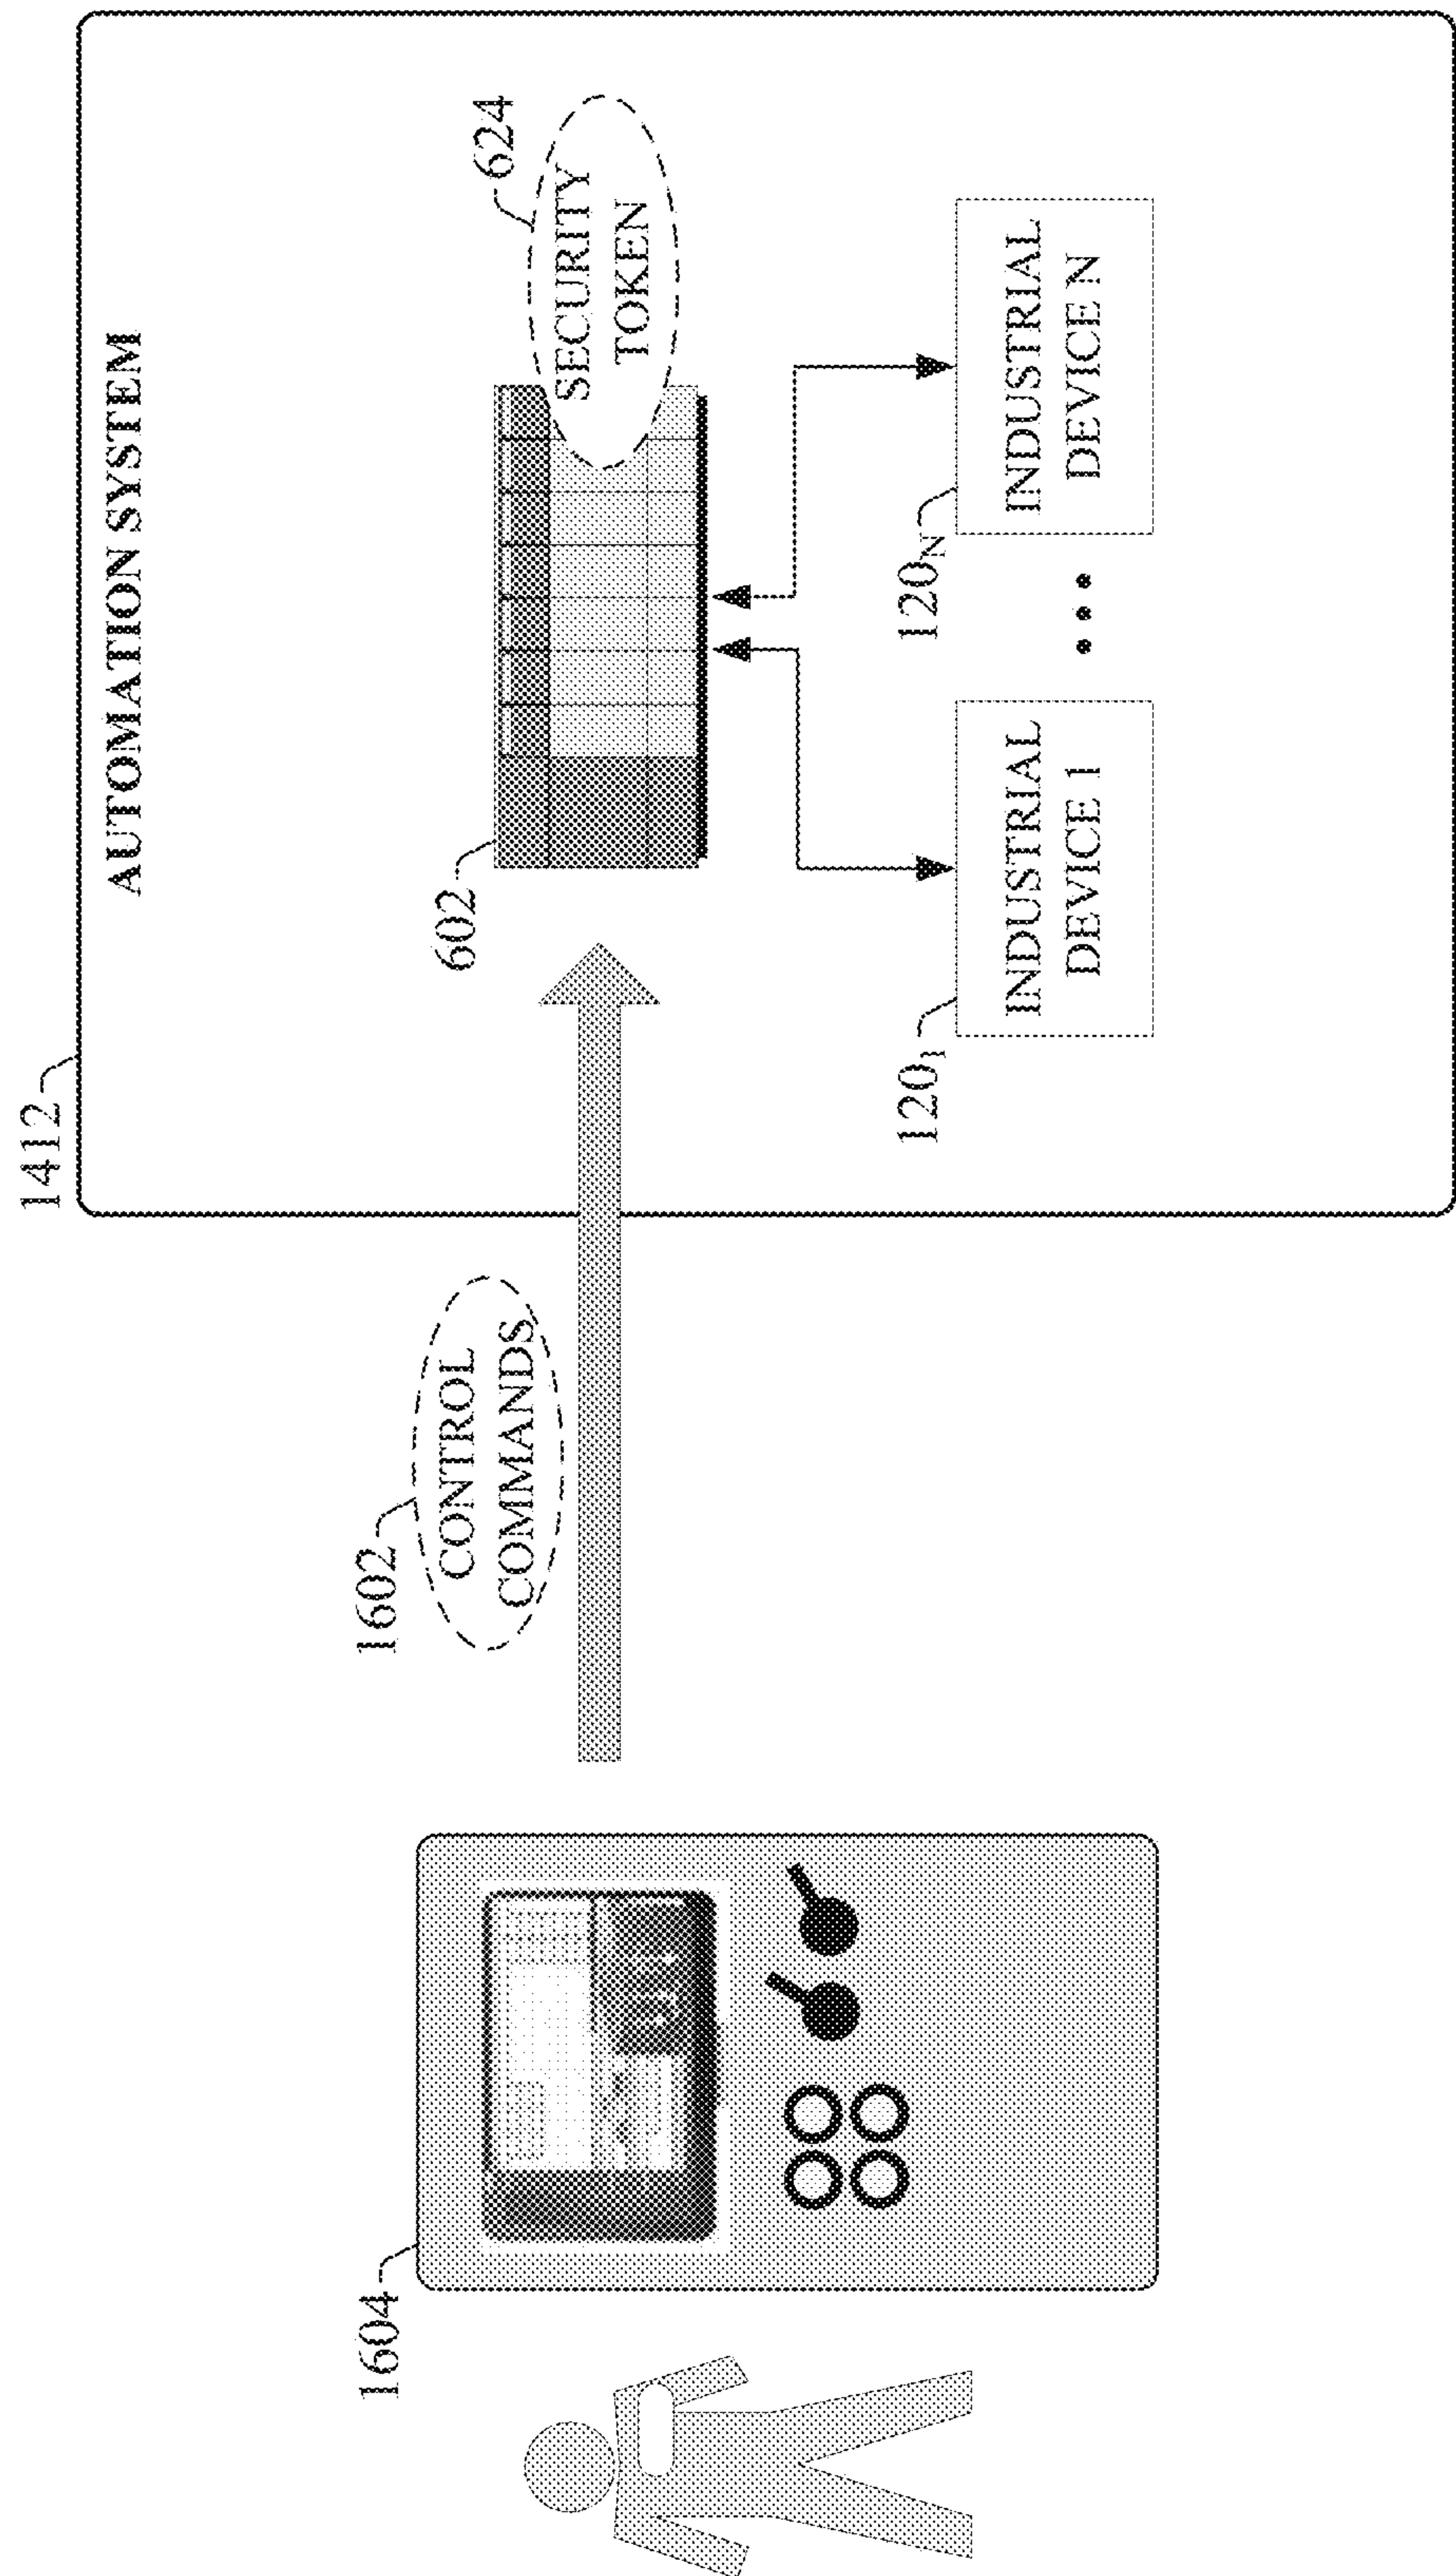 1412
AUTOMATION SYSTEM
624
SECURITY
TOKEN
602
1602
CONTROL
COMMANDS
1604
120₁
INDUSTRIAL
DEVICE 1
120N
INDUSTRIAL
DEVICE N